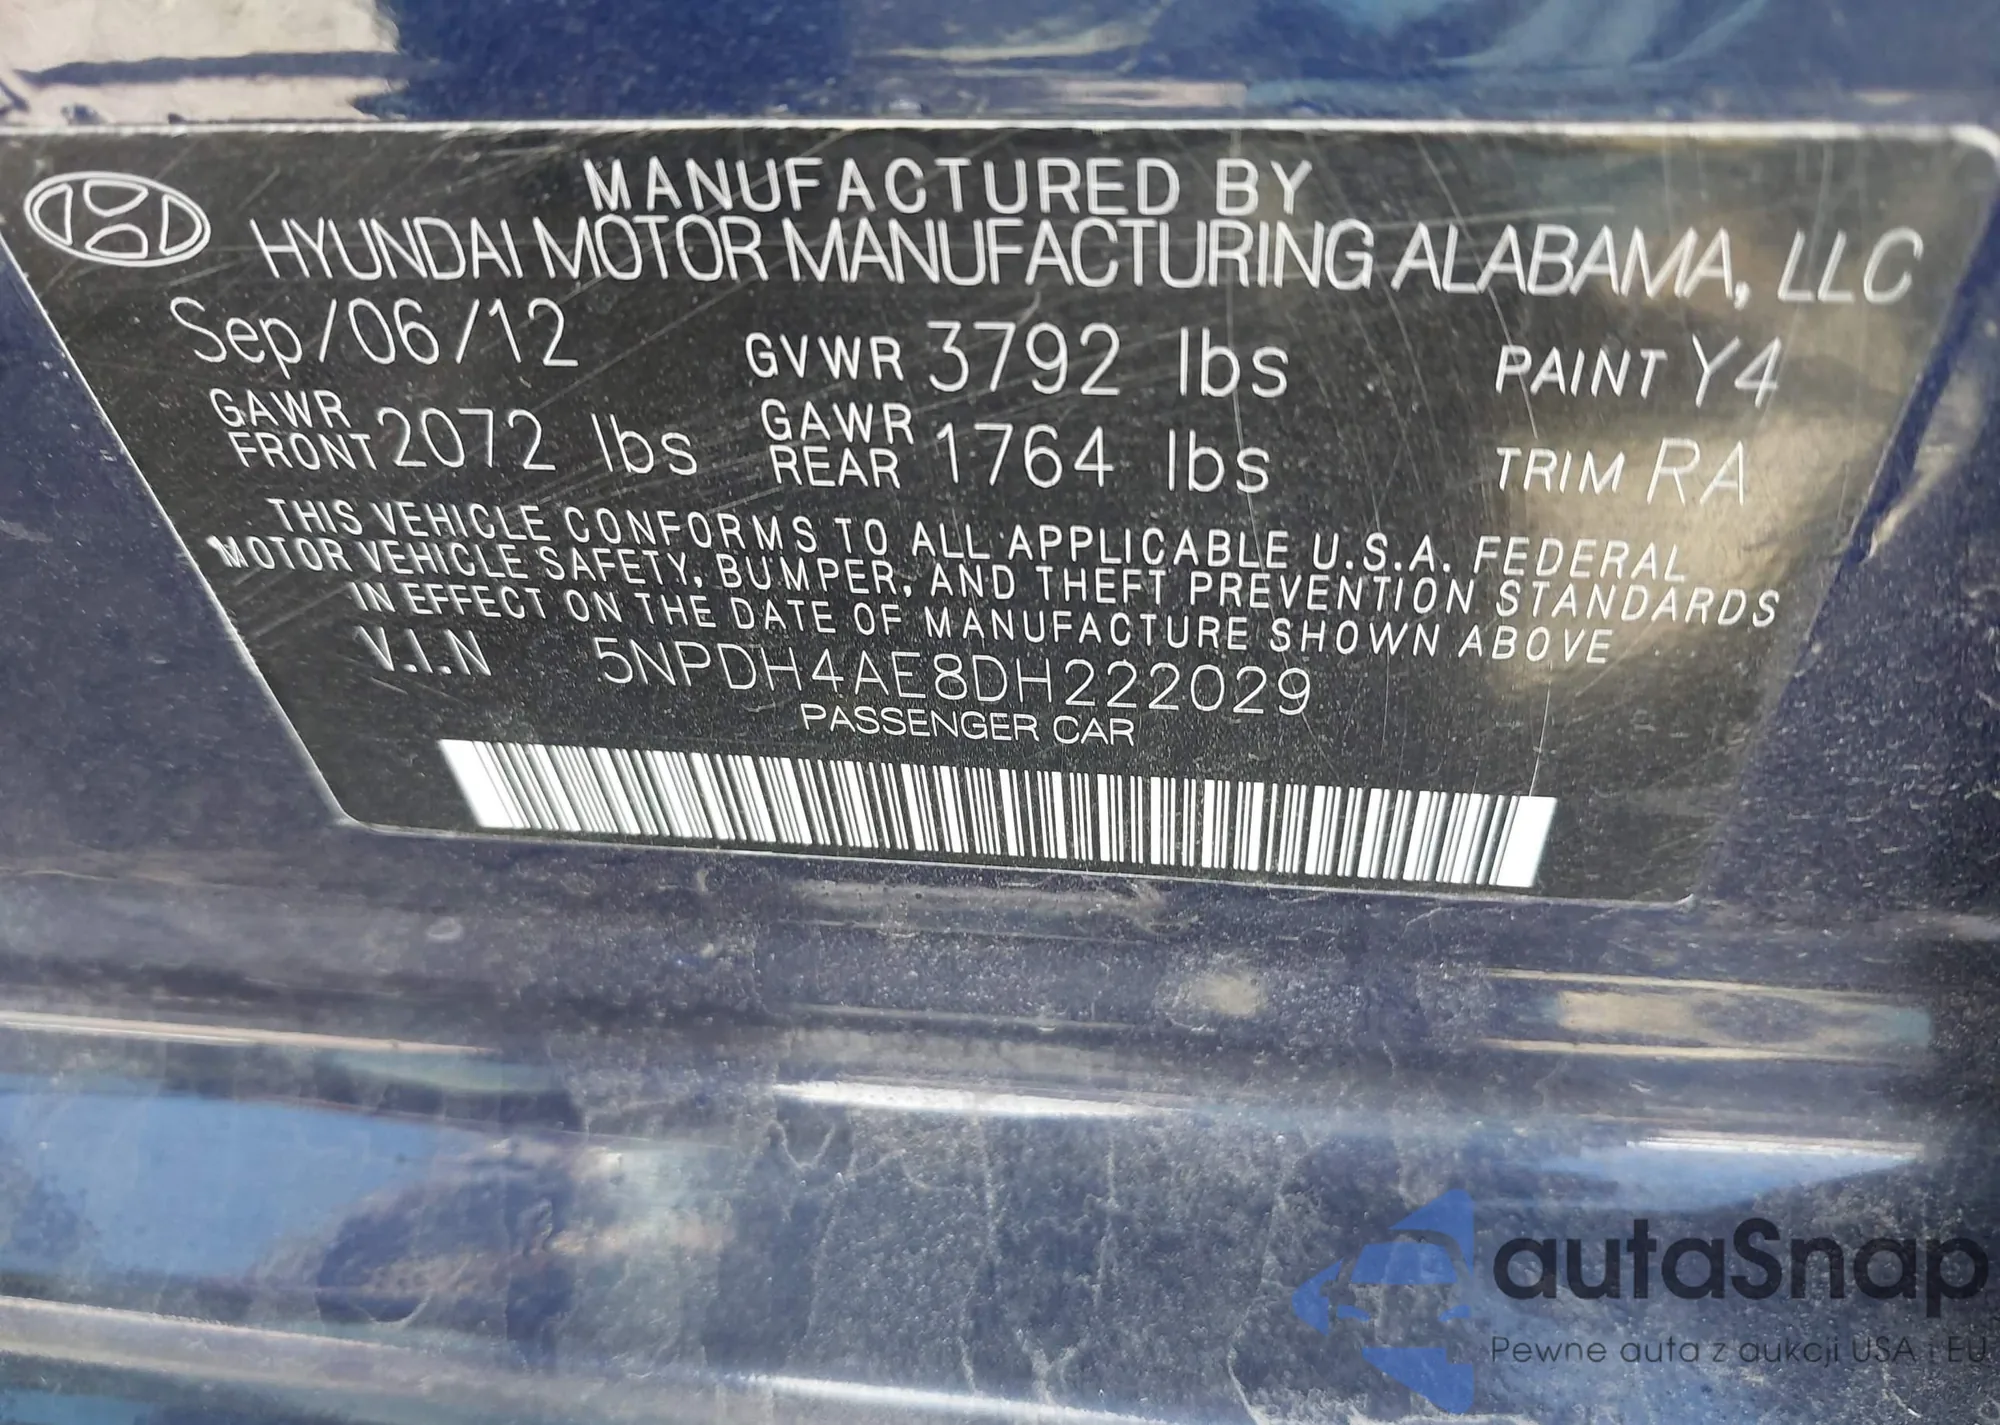 MANUFACTURED BY
HYUNDAI MOTOR MANUFACTURING ALABAMA, LLC
Sep/06/12 GVWR 3792 lbs PAINT Y4
GAWR FRONT 2072 lbs GAWR REAR 1764 lbs TRIM RA
THIS VEHICLE CONFORMS TO ALL APPLICABLE U.S.A. FEDERAL
MOTOR VEHICLE SAFETY, BUMPER, AND THEFT PREVENTION STANDARDS
IN EFFECT ON THE DATE OF MANUFACTURE SHOWN ABOVE
V.I.N 5NPDH4AE8DH222029
PASSENGER CAR
autaSnap
Pewne auta z aukcji USA i EU